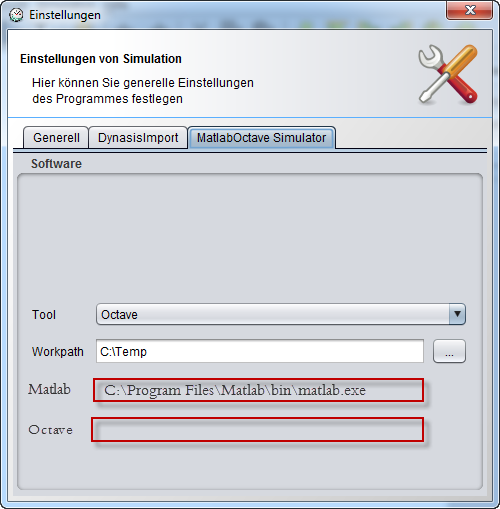 Einstellungen
Einstellungen von Simulation
Hier können Sie generelle Einstellungen
des Programmes festlegen
Generell DynasisImport MatlabOctave Simulator
Software
Tool Octave
Workpath C:\Temp ...
Matlab C:\Program Files\Matlab\bin\matlab.exe
Octave